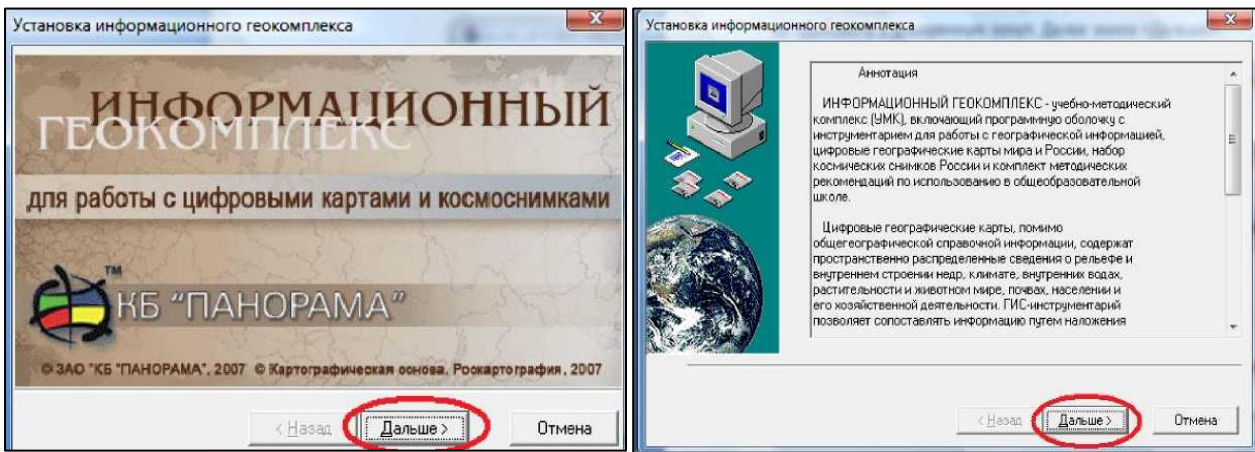 Установка информационного геокомплекса
ИНФОРМАЦИОННЫЙ
ГЕОКОМПЛЕКС
для работы с цифровыми картами и космоснимками
TM
КБ "ПАНОРАМА"
© ЗАО "КБ "ПАНОРАМА", 2007 © Картографическая основа. Роскартография, 2007
< Назад Дальше > Отмена
Установка информационного геокомплекса
Аннотация
ИНФОРМАЦИОННЫЙ ГЕОКОМПЛЕКС - учебно-методический
комплекс (УМК), включающий программную оболочку с
инструментарием для работы с географической информацией,
цифровые географические карты мира и России, набор
космических снимков России и комплект методических
рекомендаций по использованию в общеобразовательной
школе.
Цифровые географические карты, помимо
общегеографической справочной информации, содержат
пространственно распределенные сведения о рельефе и
внутреннем строении недр, климате, внутренних водах,
растительности и животном мире, почвах, населении и
его хозяйственной деятельности. ГИС-инструментарий
позволяет сопоставлять информацию путем наложения
< Назад Дальше > Отмена